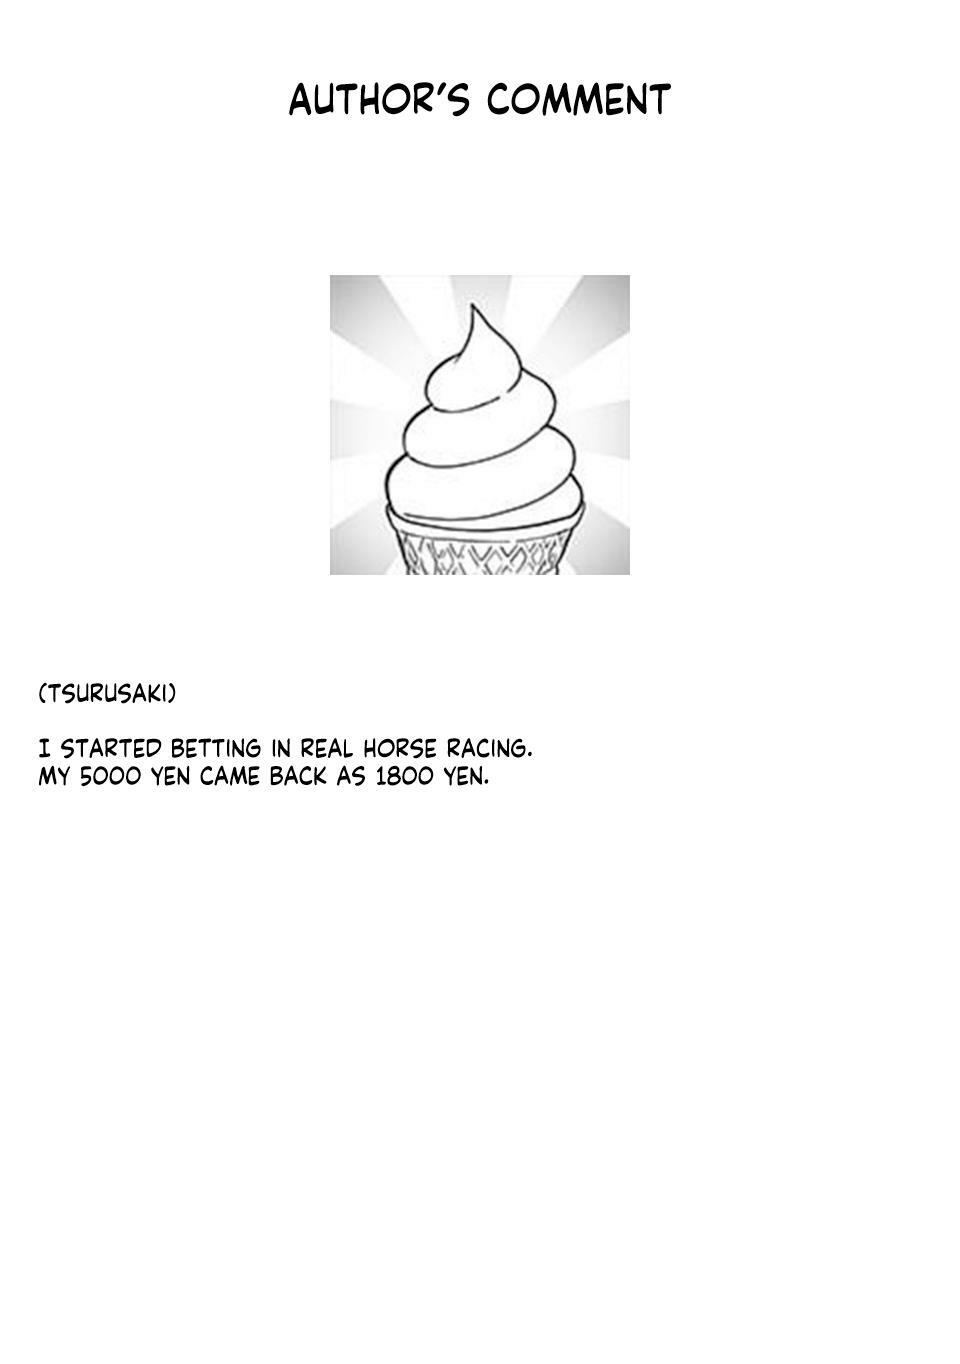 AUTHOR'S COMMENT
(TSURUSAKI)
I STARTED BETTING IN REAL HORSE RACING.
MY 5000 YEN CAME BACK AS 1800 YEN.